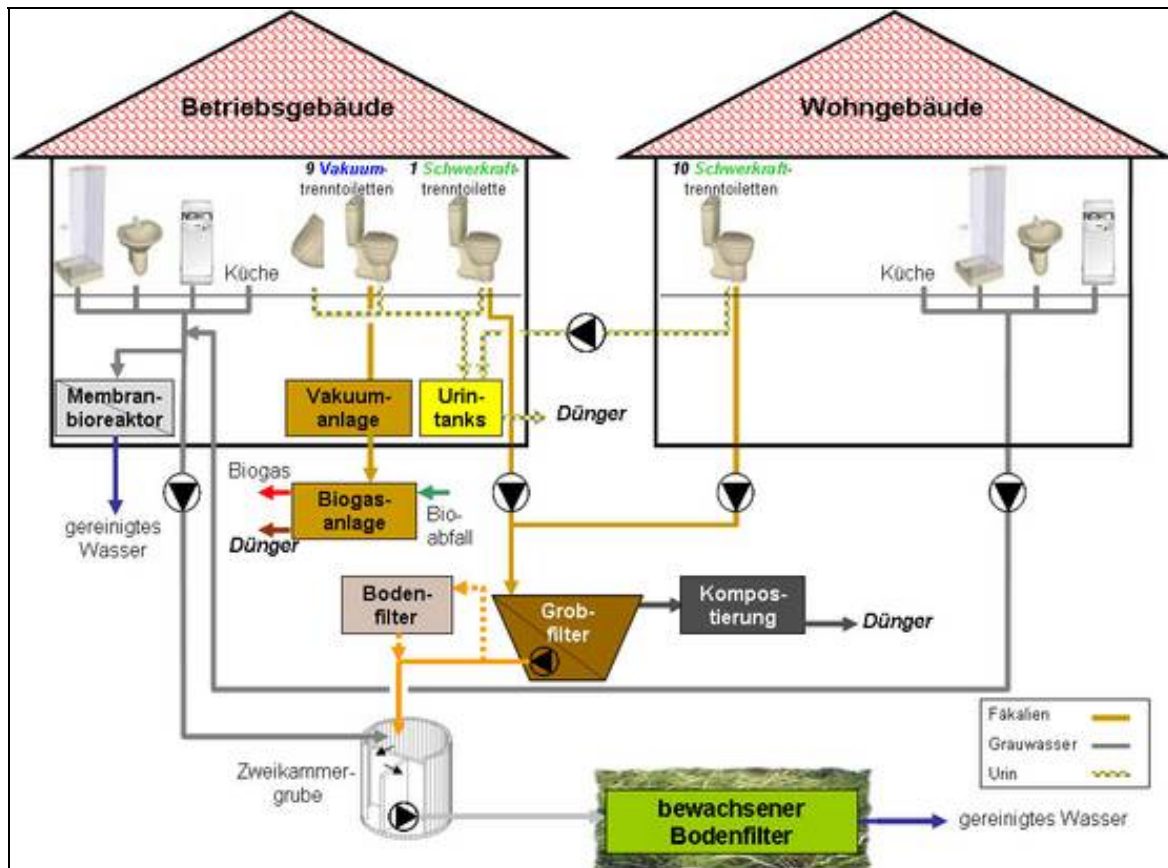 Betriebsgebäude
Wohngebäude
9 Vakuum-
trenntoiletten
1 Schwerkraft-
trenntoilette
10 Schwerkraft-
trenntoiletten
Küche
Küche
Membran-
bioreaktor
Vakuum-
anlage
Urin-
tanks
Dünger
Biogas
Biogas-
anlage
Bio-
abfall
Dünger
gereinigtes
Wasser
Boden-
filter
Grob-
filter
Kompos-
tierung
Dünger
Fäkalien
Grauwasser
Urin
Zweikammer-
grube
bewachsener
Bodenfilter
gereinigtes Wasser